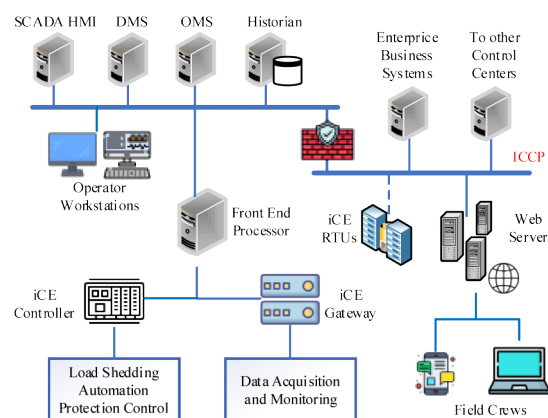 SCADA HMI
DMS
OMS
Historian
Enterprice
Business
Systems
To other
Control
Centers
ICCP
Operator
Workstations
Front End
Processor
iCE
RTUs
Web
Server
iCE
Controller
iCE
Gateway
Load Shedding
Automation
Protection Control
Data Acquisition
and Monitoring
Field Crews